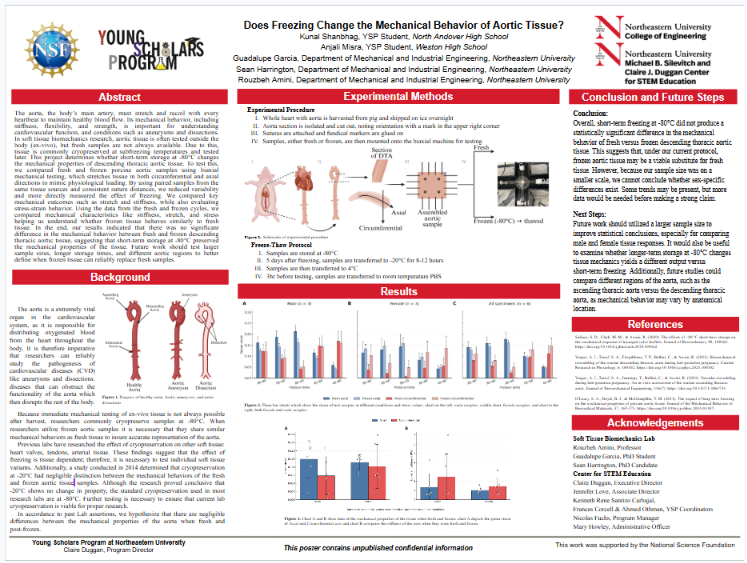 NSF
YOUNG
SCHOLARS
PROGRAM
Does Freezing Change the Mechanical Behavior of Aortic Tissue?
Kunal Shanbhag, YSP Student, North Andover High School
Anjali Misra, YSP Student, Weston High School
Guadalupe Garcia, Department of Mechanical and Industrial Engineering, Northeastern University
Sean Harrington, Department of Mechanical and Industrial Engineering, Northeastern University
Rouzbeh Amini, Department of Mechanical and Industrial Engineering, Northeastern University
Northeastern University
College of Engineering
Northeastern University
Michael B. Silevitch and
Claire J. Duggan Center
for STEM Education
Abstract
The aorta, the body's main artery, must stretch and recoil with every
heartbeat to maintain healthy blood flow. Its mechanical behavior, including
stiffness, flexibility, and strength, is important for understanding
cardiovascular function, and conditions such as aneurysms and dissections.
In soft tissue biomechanics research, aortic tissue is often tested outside the
body (ex-vivo), but fresh samples are not always available. Due to this,
tissue is commonly cryopreserved at subfreezing temperatures and tested
later. This project determines whether short-term storage at -80°C changes
the mechanical properties of descending thoracic aortic tissue. To test this,
we compared fresh and frozen porcine aortic samples using biaxial
mechanical testing, which stretches tissue in both circumferential and axial
directions to mimic physiological loading. By using paired samples from the
same tissue sources and consistent suture distances, we reduced variability
and more directly measured the effect of freezing. We compared key
mechanical outcomes such as stretch and stiffness, while also evaluating
stress-strain behavior. Using the data from the fresh and frozen cycles, we
compared mechanical characteristics like stiffness, stretch, and stress
helping us understand whether frozen tissue behaves similarly to fresh
tissue. In the end, our results indicated that there was no significant
difference in the mechanical behavior between fresh and frozen descending
thoracic aortic tissue, suggesting that short-term storage at -80°C preserved
the mechanical properties of the tissue. Future work should test larger
sample sizes, longer storage times, and different aortic regions to better
define when frozen tissue can reliably replace fresh samples.
Background
The aorta is a extremely vital
organ in the cardiovascular
system, as it is responsible for
distributing oxygenated blood
from the heart throughout the
body. It is therefore imperative
that researchers can reliably
study the pathogenesis of
cardiovascular diseases (CVD)
like aneurysms and dissections,
diseases that can obstruct the
functionality of the aorta which
then disrupts the rest of the body.
Healthy
Aorta
Aortic
Aneurysm
Aortic
Dissection
Because immediate mechanical testing of ex-vivo tissue is not always possible
after harvest, researchers commonly cryopreserve samples at -80°C. When
researchers utilize frozen aortic samples it is necessary that they share similar
mechanical behaviors as fresh tissue to insure accurate representation of the aorta.
Previous labs have researched the effect of cryopreservation on other soft tissues;
heart valves, tendons, arterial tissue. These findings suggest that the effect of
freezing is tissue dependent; therefore, it is necessary to test individual soft tissue
variants. Additionally, a study conducted in 2014 demonstrated that cryopreservation
at -20°C had negligible distinction between the mechanical behaviors of the fresh
and frozen aortic tissue samples. Although the research proved conclusive that
-20°C shows no change in property, the standard cryopreservation used in most
research labs are at -80°C. Further testing is necessary to ensure that current lab
cryopreservation is viable for proper research.
In accordance to past Lab assertions, we hypothesize that there are negligible
differences between the mechanical properties of the aorta when fresh and
post-frozen.
Experimental Methods
Experimental Procedure
I. Whole heart with aorta is harvested from pig and shipped on ice overnight
II. Aorta section is isolated and cut out, noting orientation with a mark in the upper right corner
III. Sutures are attached and fiducial markers are glued on
IV. Samples, either fresh or frozen, are then mounted onto the biaxial machine for testing
Section
of DTA
Axial
Circumferential
Assembled
aortic
sample
Fresh
Frozen (-80°C) → thawed
Figure 2. Schematic of experimental procedure
Freeze-Thaw Protocol
I. Samples are stored at -80°C
II. 5 days after freezing, samples are transferred to -20°C for 8-12 hours
III. Samples are then transferred to 4°C
IV. 3hr before testing, samples are transferred to room temperature PBS
Results
A
B
C
A
B
Conclusion and Future Steps
Conclusion:
Overall, short-term freezing at -80°C did not produce a
statistically significant difference in the mechanical
behavior of fresh versus frozen descending thoracic aortic
tissue. This suggests that, under our current protocol,
frozen aortic tissue may be a viable substitute for fresh
tissue. However, because our sample size was on a
smaller scale, we cannot conclude whether sex-specific
differences exist. Some trends may be present, but more
data would be needed before making a strong claim.
Next Steps:
Future work should utilized a larger sample size to
improve statistical conclusions, especially for comparing
male and female tissue responses. It would also be useful
to examine whether longer-term storage at -80°C changes
tissue mechanics yields a different output versus
short-term freezing. Additionally, future studies could
compare different regions of the aorta, such as the
ascending thoracic aorta versus the descending thoracic
aorta, as mechanical behavior may vary by anatomical
location.
References
Acknowledgements
Soft Tissue Biomechanics Lab
Rouzbeh Amini, Professor
Guadalupe Garcia, PhD Student
Sean Harrington, PhD Candidate
Center for STEM Education
Claire Duggan, Executive Director
Jennifer Love, Associate Director
Kenneth Rene Santizo Carbajal,
Frances Corcell & Ahmed Othman, YSP Coordinators
Nicolas Fuchs, Program Manager
Mary Howley, Administrative Officer
Young Scholars Program at Northeastern University
Claire Duggan, Program Director
This poster contains unpublished confidential information
This work was supported by the National Science Foundation